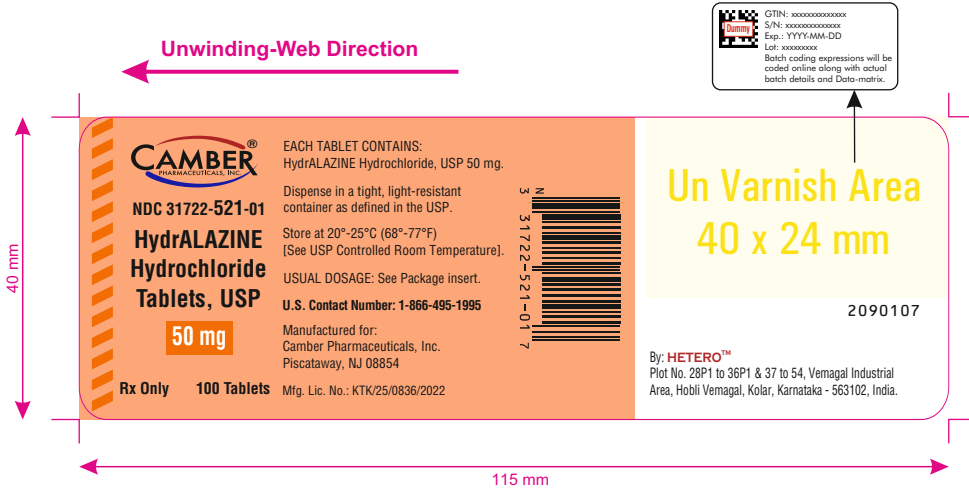 Unwinding-Web Direction
Dummy
GTIN: xxxxxxxxxxxxxx
S/N: xxxxxxxxxxxxxx
Exp.: YYYY-MM-DD
Lot: xxxxxxxxx
Batch coding expressions will be
coded online along with actual
batch details and Data-matrix.
40 mm
CAMBER®
PHARMACEUTICALS, INC.
NDC 31722-521-01
HydrALAZINE
Hydrochloride
Tablets, USP
50 mg
Rx Only 100 Tablets
EACH TABLET CONTAINS:
HydrALAZINE Hydrochloride, USP 50 mg.
Dispense in a tight, light-resistant
container as defined in the USP.
Store at 20°-25°C (68°-77°F)
[See USP Controlled Room Temperature].
USUAL DOSAGE: See Package insert.
U.S. Contact Number: 1-866-495-1995
Manufactured for:
Camber Pharmaceuticals, Inc.
Piscataway, NJ 08854
Mfg. Lic. No.: KTK/25/0836/2022
N
3 31722-521-01 7
Un Varnish Area
40 x 24 mm
2090107
By: HETERO™
Plot No. 28P1 to 36P1 & 37 to 54, Vemagal Industrial
Area, Hobli Vemagal, Kolar, Karnataka - 563102, India.
115 mm